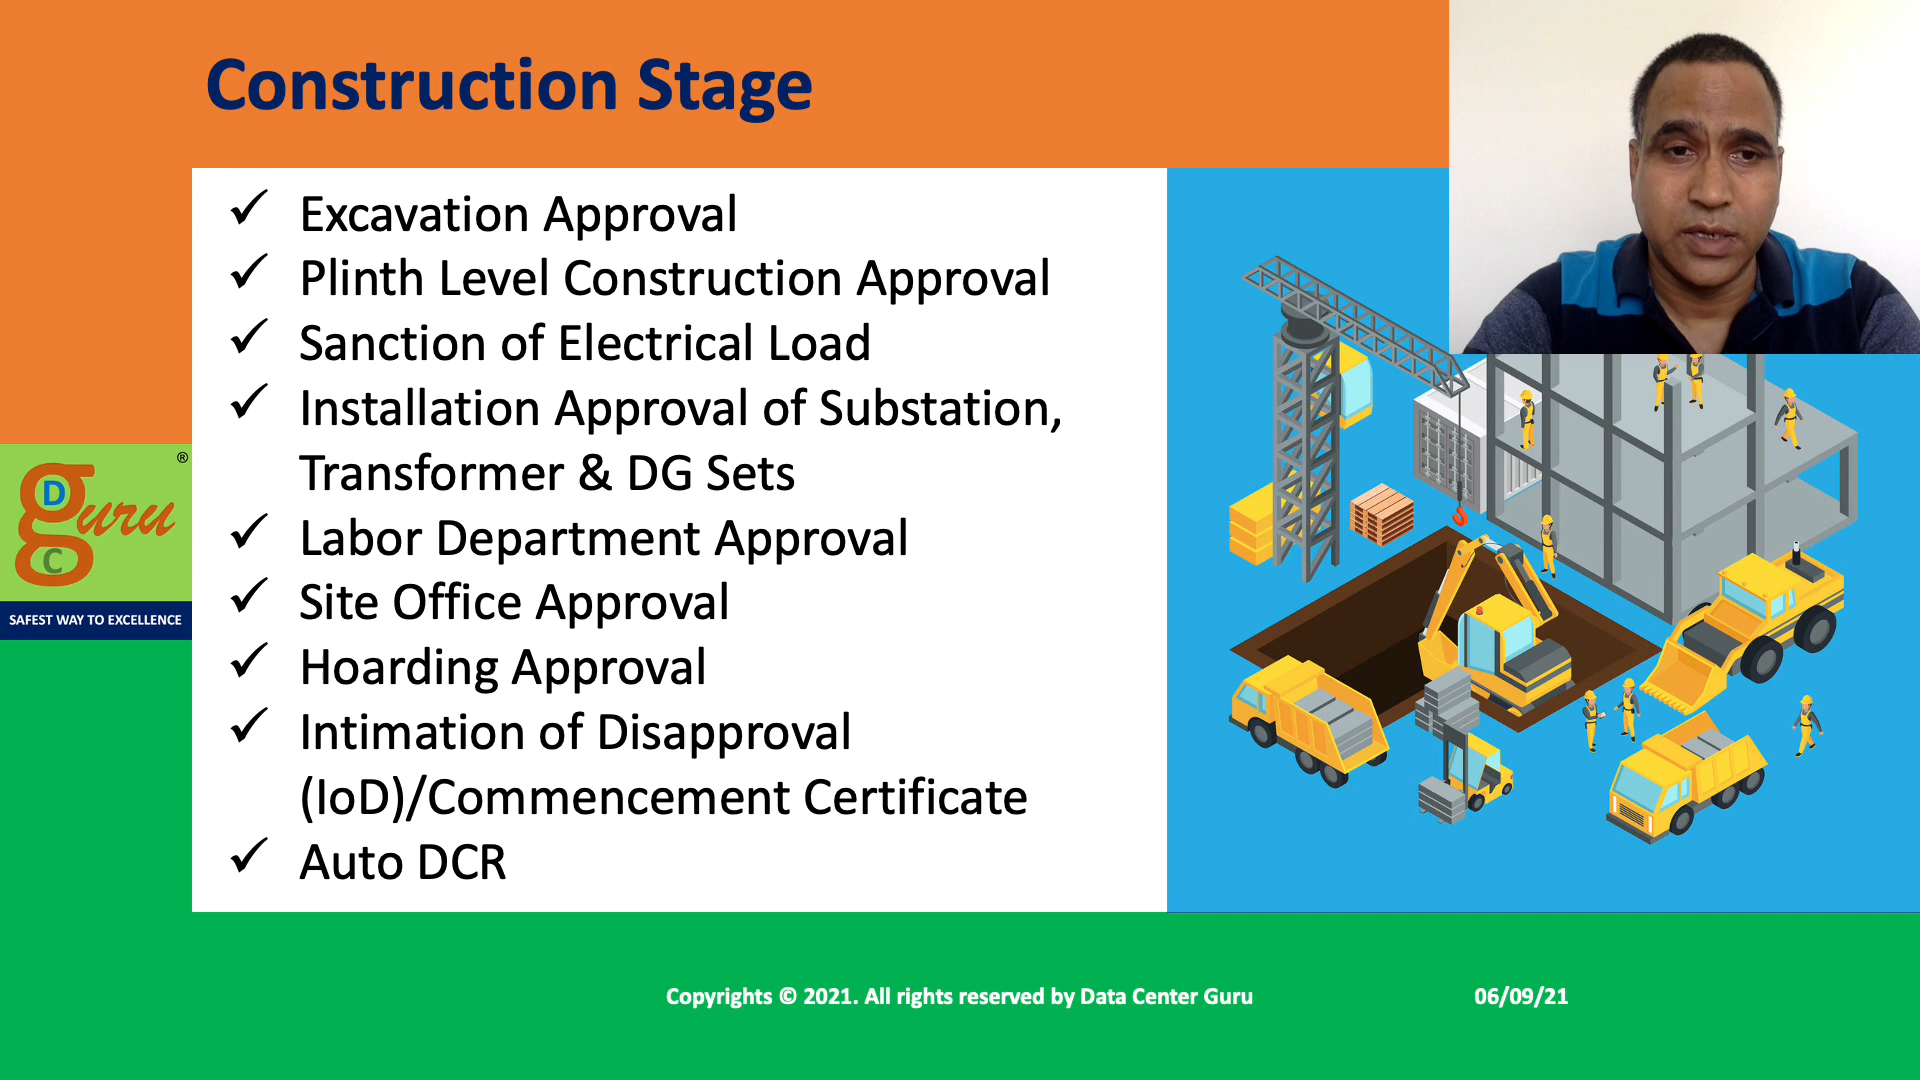 Construction Stage
✓ Excavation Approval
✓ Plinth Level Construction Approval
✓ Sanction of Electrical Load
✓ Installation Approval of Substation,
Transformer & DG Sets
✓ Labor Department Approval
✓ Site Office Approval
✓ Hoarding Approval
✓ Intimation of Disapproval
(IoD)/Commencement Certificate
✓ Auto DCR
D
guru ®
C
SAFEST WAY TO EXCELLENCE
Copyrights © 2021. All rights reserved by Data Center Guru
06/09/21